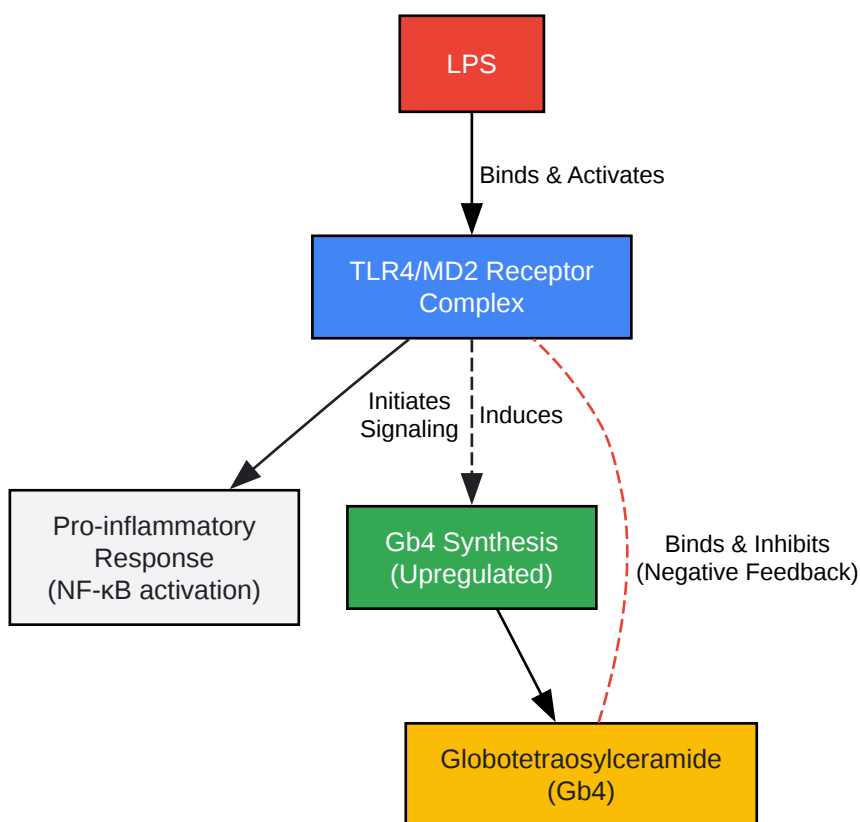 LPS
Binds & Activates
TLR4/MD2 Receptor
Complex
Initiates
Signaling
Induces
Pro-inflammatory
Response
(NF-κB activation)
Gb4 Synthesis
(Upregulated)
Binds & Inhibits
(Negative Feedback)
Globotetraosylceramide
(Gb4)